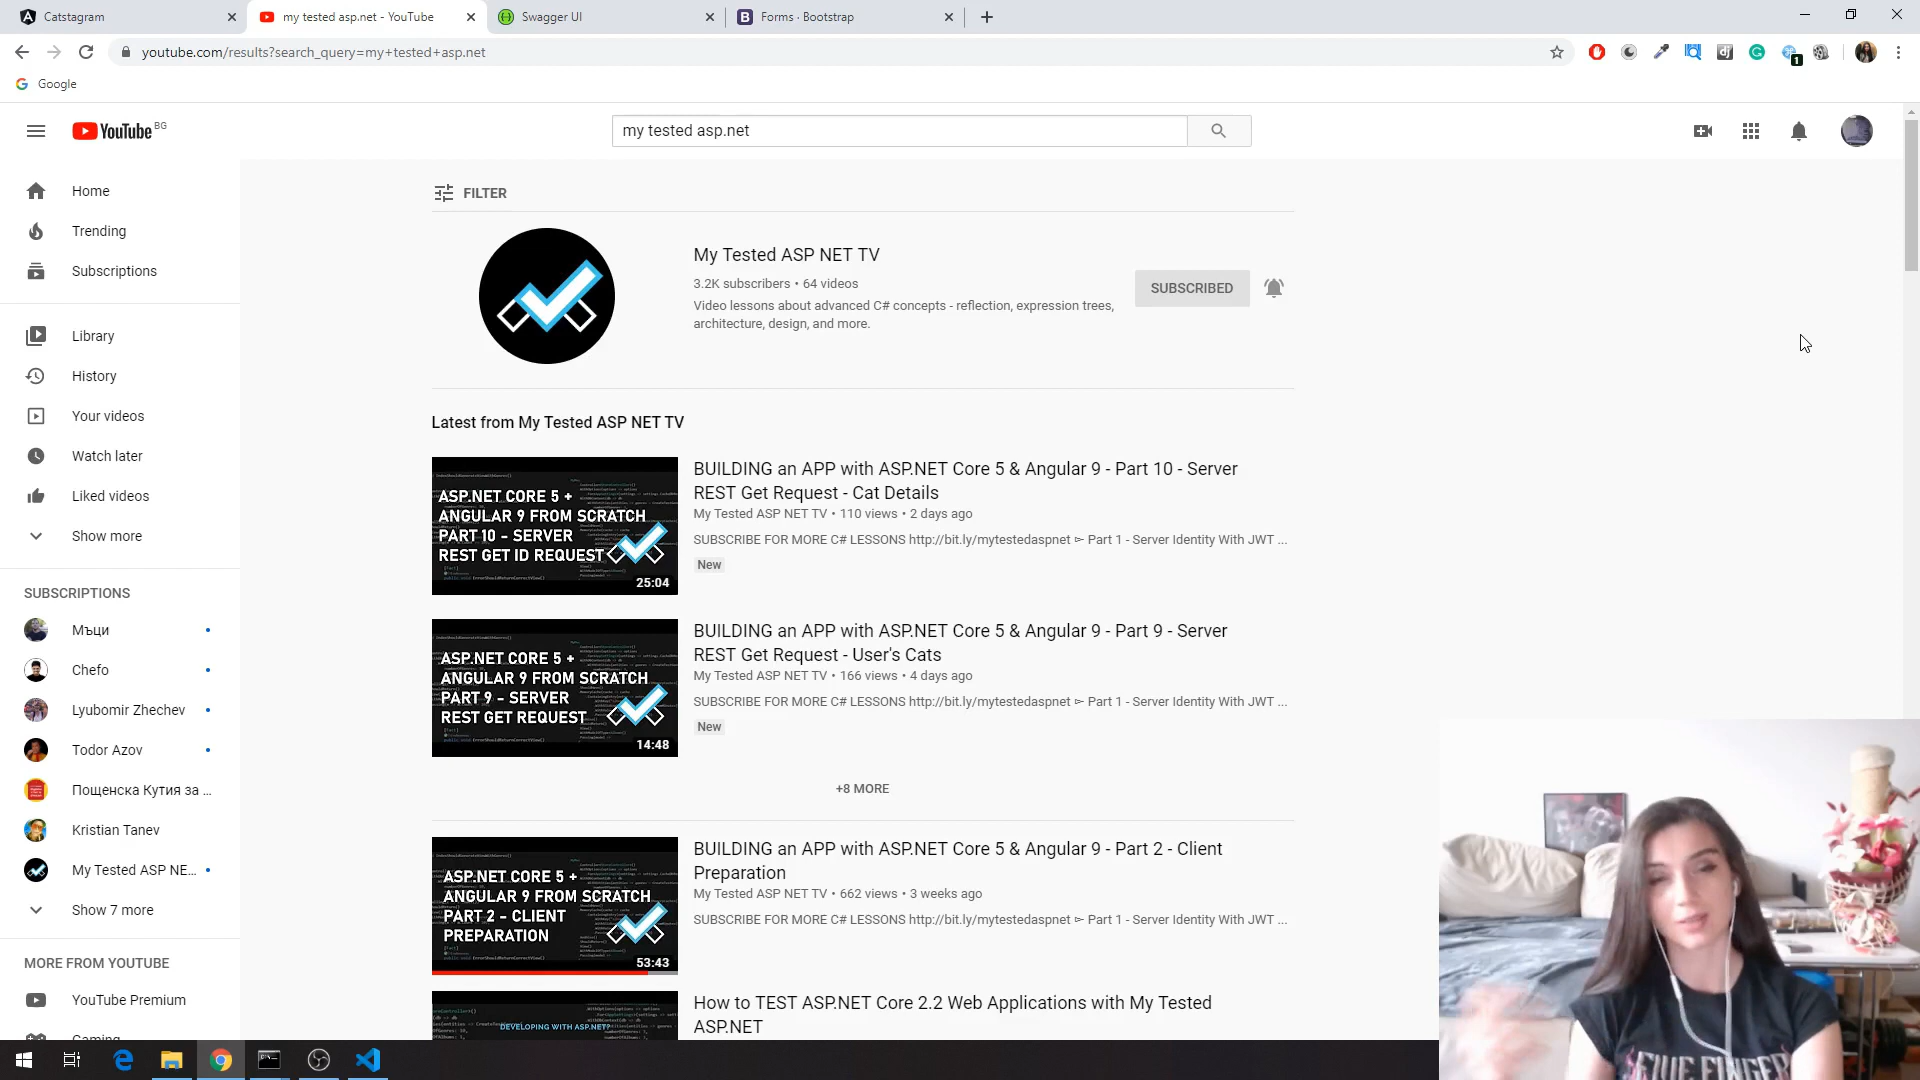 Catstagram
my tested asp.net - YouTube
Swagger UI
Forms · Bootstrap
youtube.com/results?search_query=my+tested+asp.net
1
Google
YouTube BG
my tested asp.net
Home
Trending
Subscriptions
Library
History
Your videos
Watch later
Liked videos
Show more
SUBSCRIPTIONS
Мъци
Chefo
Lyubomir Zhechev
Todor Azov
Пощенска Кутия за ...
Kristian Tanev
My Tested ASP NE...
Show 7 more
MORE FROM YOUTUBE
YouTube Premium
Gaming
FILTER
My Tested ASP NET TV
3.2K subscribers • 64 videos
Video lessons about advanced C# concepts - reflection, expression trees,
architecture, design, and more.
SUBSCRIBED
Latest from My Tested ASP NET TV
ASP.NET CORE 5 +
ANGULAR 9 FROM SCRATCH
PART 10 - SERVER
REST GET ID REQUEST
25:04
BUILDING an APP with ASP.NET Core 5 & Angular 9 - Part 10 - Server
REST Get Request - Cat Details
My Tested ASP NET TV • 110 views • 2 days ago
SUBSCRIBE FOR MORE C# LESSONS http://bit.ly/mytestedaspnet ➣ Part 1 - Server Identity With JWT ...
New
ASP.NET CORE 5 +
ANGULAR 9 FROM SCRATCH
PART 9 - SERVER
REST GET REQUEST
14:48
BUILDING an APP with ASP.NET Core 5 & Angular 9 - Part 9 - Server
REST Get Request - User's Cats
My Tested ASP NET TV • 166 views • 4 days ago
SUBSCRIBE FOR MORE C# LESSONS http://bit.ly/mytestedaspnet ➣ Part 1 - Server Identity With JWT ...
New
+8 MORE
ASP.NET CORE 5 +
ANGULAR 9 FROM SCRATCH
PART 2 - CLIENT
PREPARATION
53:43
BUILDING an APP with ASP.NET Core 5 & Angular 9 - Part 2 - Client
Preparation
My Tested ASP NET TV • 662 views • 3 weeks ago
SUBSCRIBE FOR MORE C# LESSONS http://bit.ly/mytestedaspnet ➣ Part 1 - Server Identity With JWT ...
DEVELOPING WITH ASP.NET?
How to TEST ASP.NET Core 2.2 Web Applications with My Tested
ASP.NET
FIVE FINGER